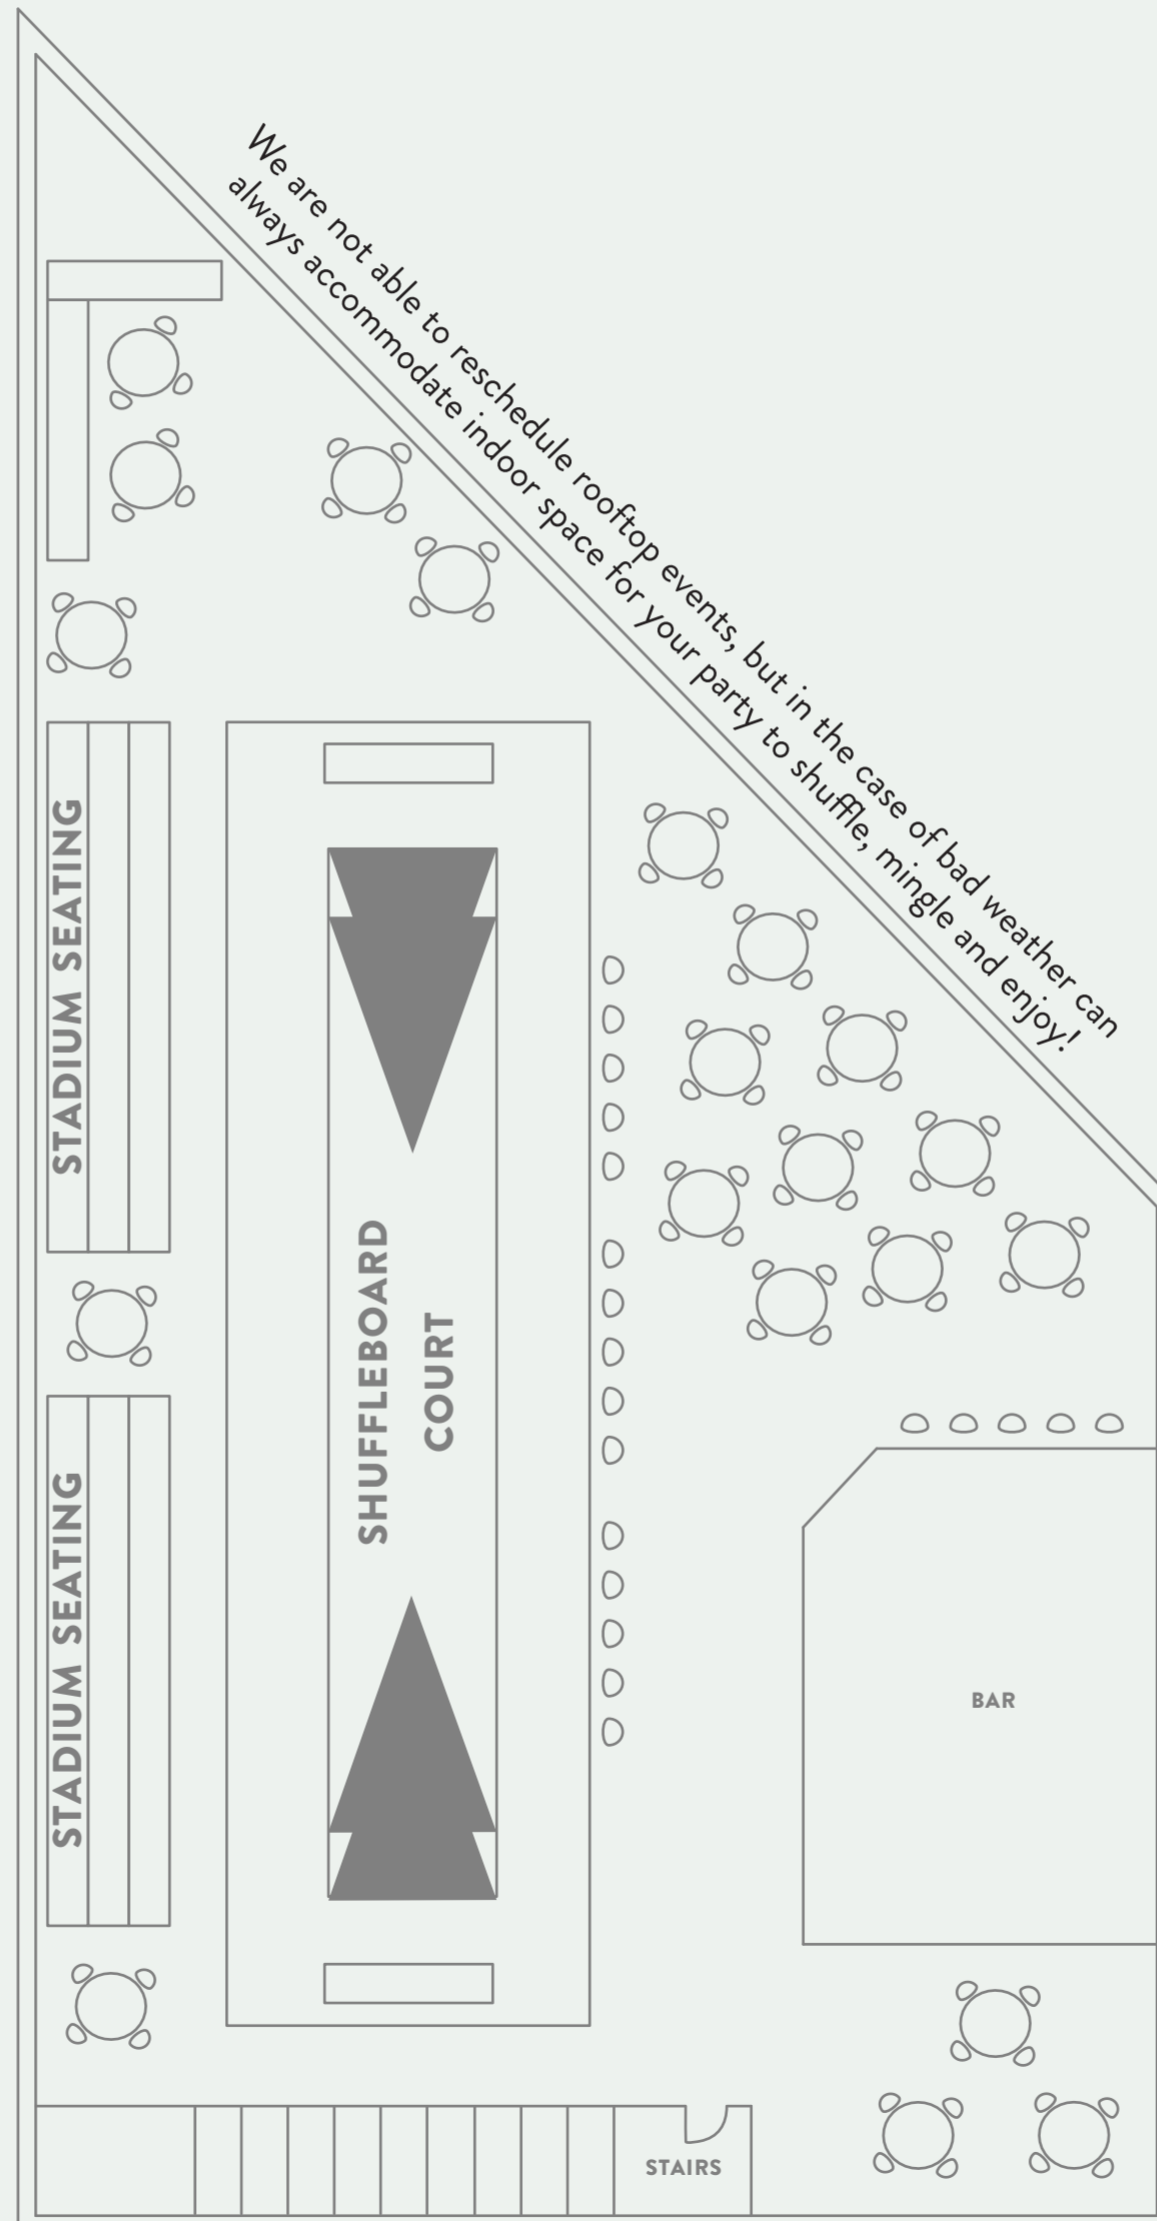 We are not able to reschedule rooftop events, but in the case of bad weather can
always accommodate indoor space for your party to shuffle, mingle and enjoy!
STADIUM SEATING
SHUFFLEBOARD
COURT
STADIUM SEATING
BAR
STAIRS